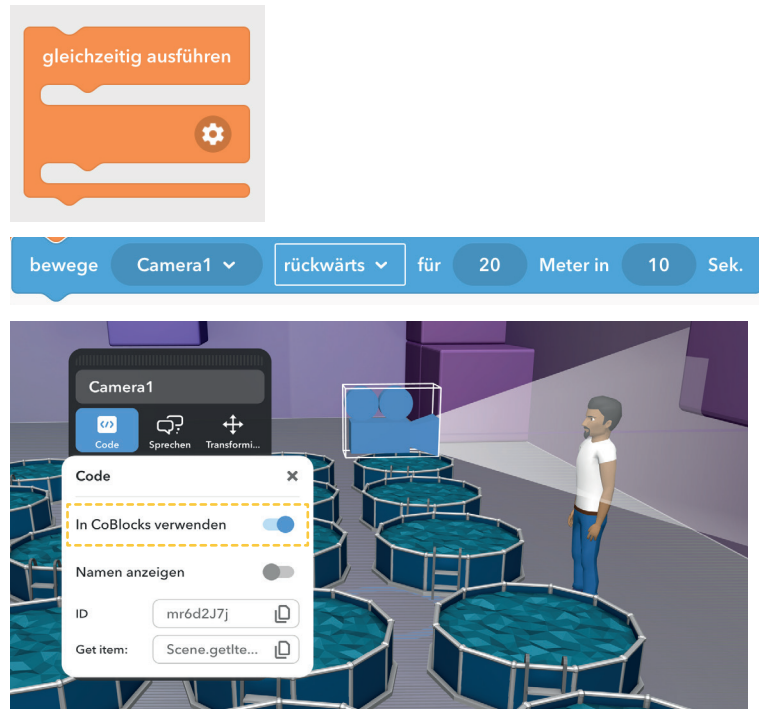 gleichzeitig ausführen
bewege Camera1 rückwärts für 20 Meter in 10 Sek.
Camera1
Code Sprechen Transformi...
Code
In CoBlocks verwenden
Namen anzeigen
ID mr6d2J7j
Get item: Scene.getIte...